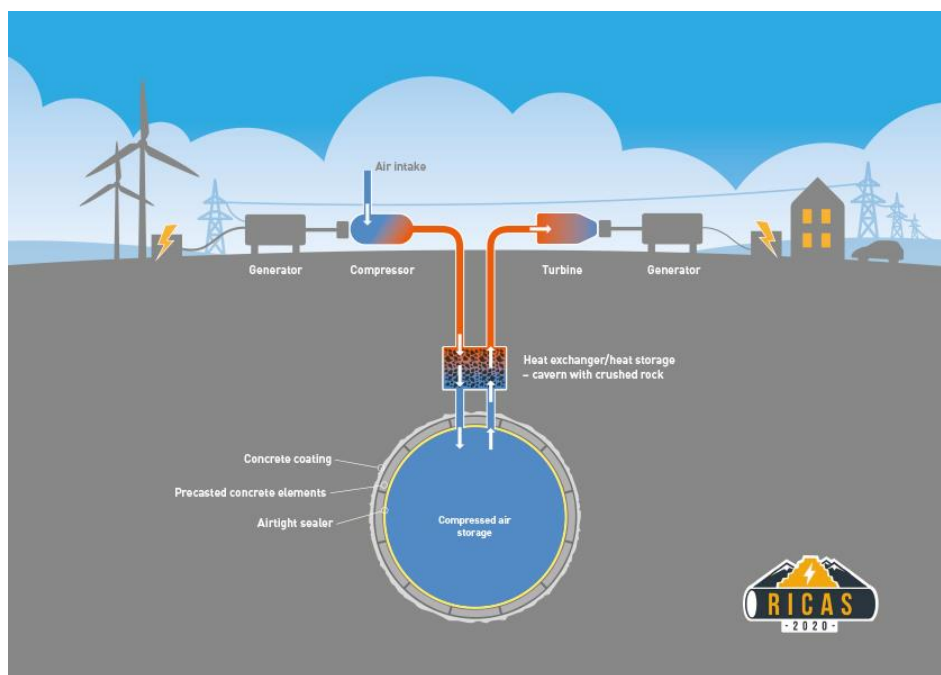 Air intake
Generator
Compressor
Turbine
Generator
Heat exchanger/heat storage
– cavern with crushed rock
Concrete coating
Precasted concrete elements
Airtight sealer
Compressed air
storage
RICAS
- 2020 -